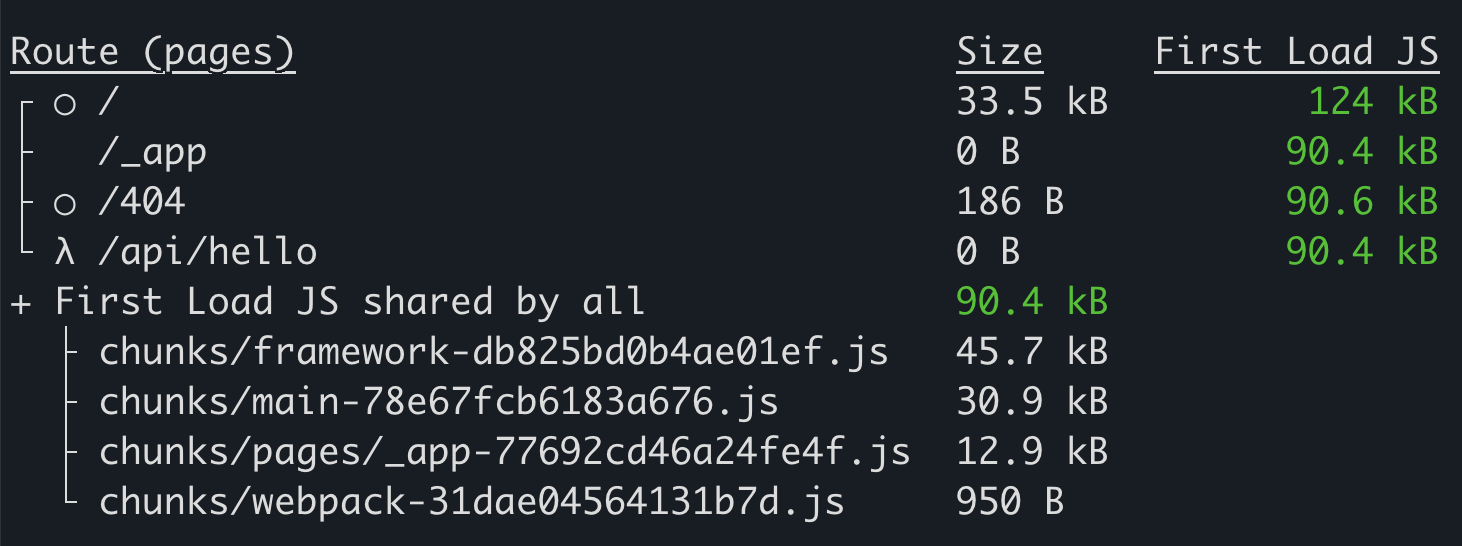 Route (pages) Size First Load JS
┌ ○ / 33.5 kB 124 kB
├   /_app 0 B 90.4 kB
├ ○ /404 186 B 90.6 kB
└ λ /api/hello 0 B 90.4 kB
+ First Load JS shared by all 90.4 kB
├ chunks/framework-db825bd0b4ae01ef.js 45.7 kB
├ chunks/main-78e67fcb6183a676.js 30.9 kB
├ chunks/pages/_app-77692cd46a24fe4f.js 12.9 kB
└ chunks/webpack-31dae04564131b7d.js 950 B